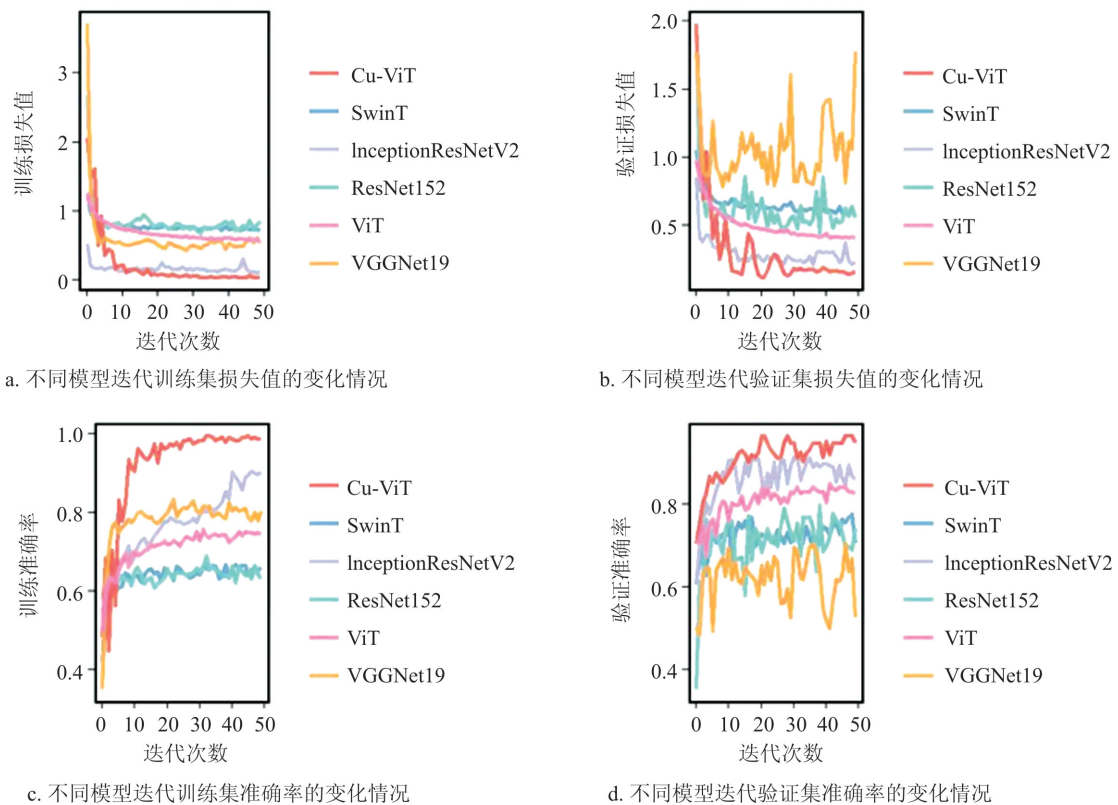 训练损失值
3
2
1
0
0 10 20 30 40 50
迭代次数
Cu-ViT
SwinT
lnceptionResNetV2
ResNet152
ViT
VGGNet19
a. 不同模型迭代训练集损失值的变化情况
验证损失值
2.0
1.5
1.0
0.5
0 10 20 30 40 50
迭代次数
Cu-ViT
SwinT
lnceptionResNetV2
ResNet152
ViT
VGGNet19
b. 不同模型迭代验证集损失值的变化情况
训练准确率
1.0
0.8
0.6
0.4
0 10 20 30 40 50
迭代次数
Cu-ViT
SwinT
lnceptionResNetV2
ResNet152
ViT
VGGNet19
c. 不同模型迭代训练集准确率的变化情况
验证准确率
0.8
0.6
0.4
0 10 20 30 40 50
迭代次数
Cu-ViT
SwinT
lnceptionResNetV2
ResNet152
ViT
VGGNet19
d. 不同模型迭代验证集准确率的变化情况